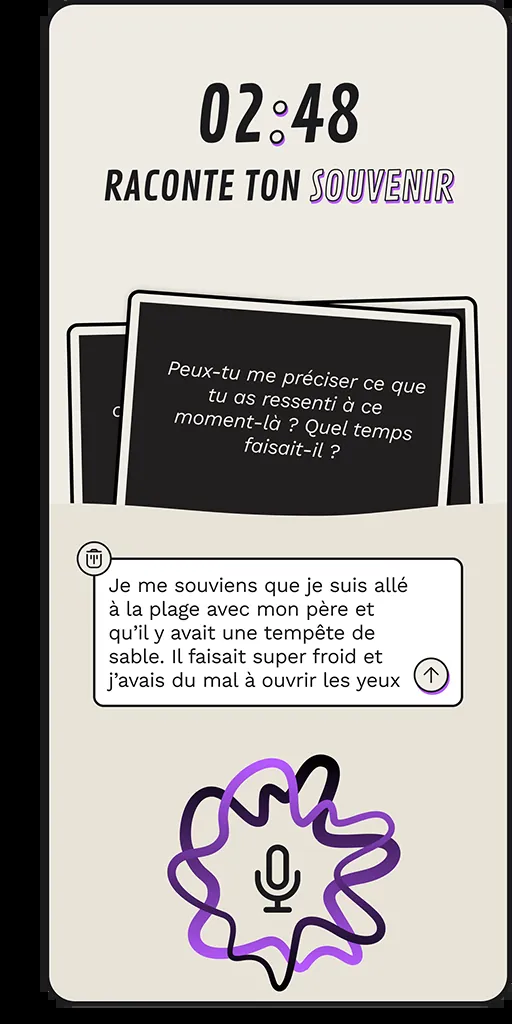 02:48
RACONTE TON SOUVENIR
Peux-tu me préciser ce que
tu as ressenti à ce
moment-là ? Quel temps
faisait-il ?
Je me souviens que je suis allé
à la plage avec mon père et
qu’il y avait une tempête de
sable. Il faisait super froid et
j’avais du mal à ouvrir les yeux